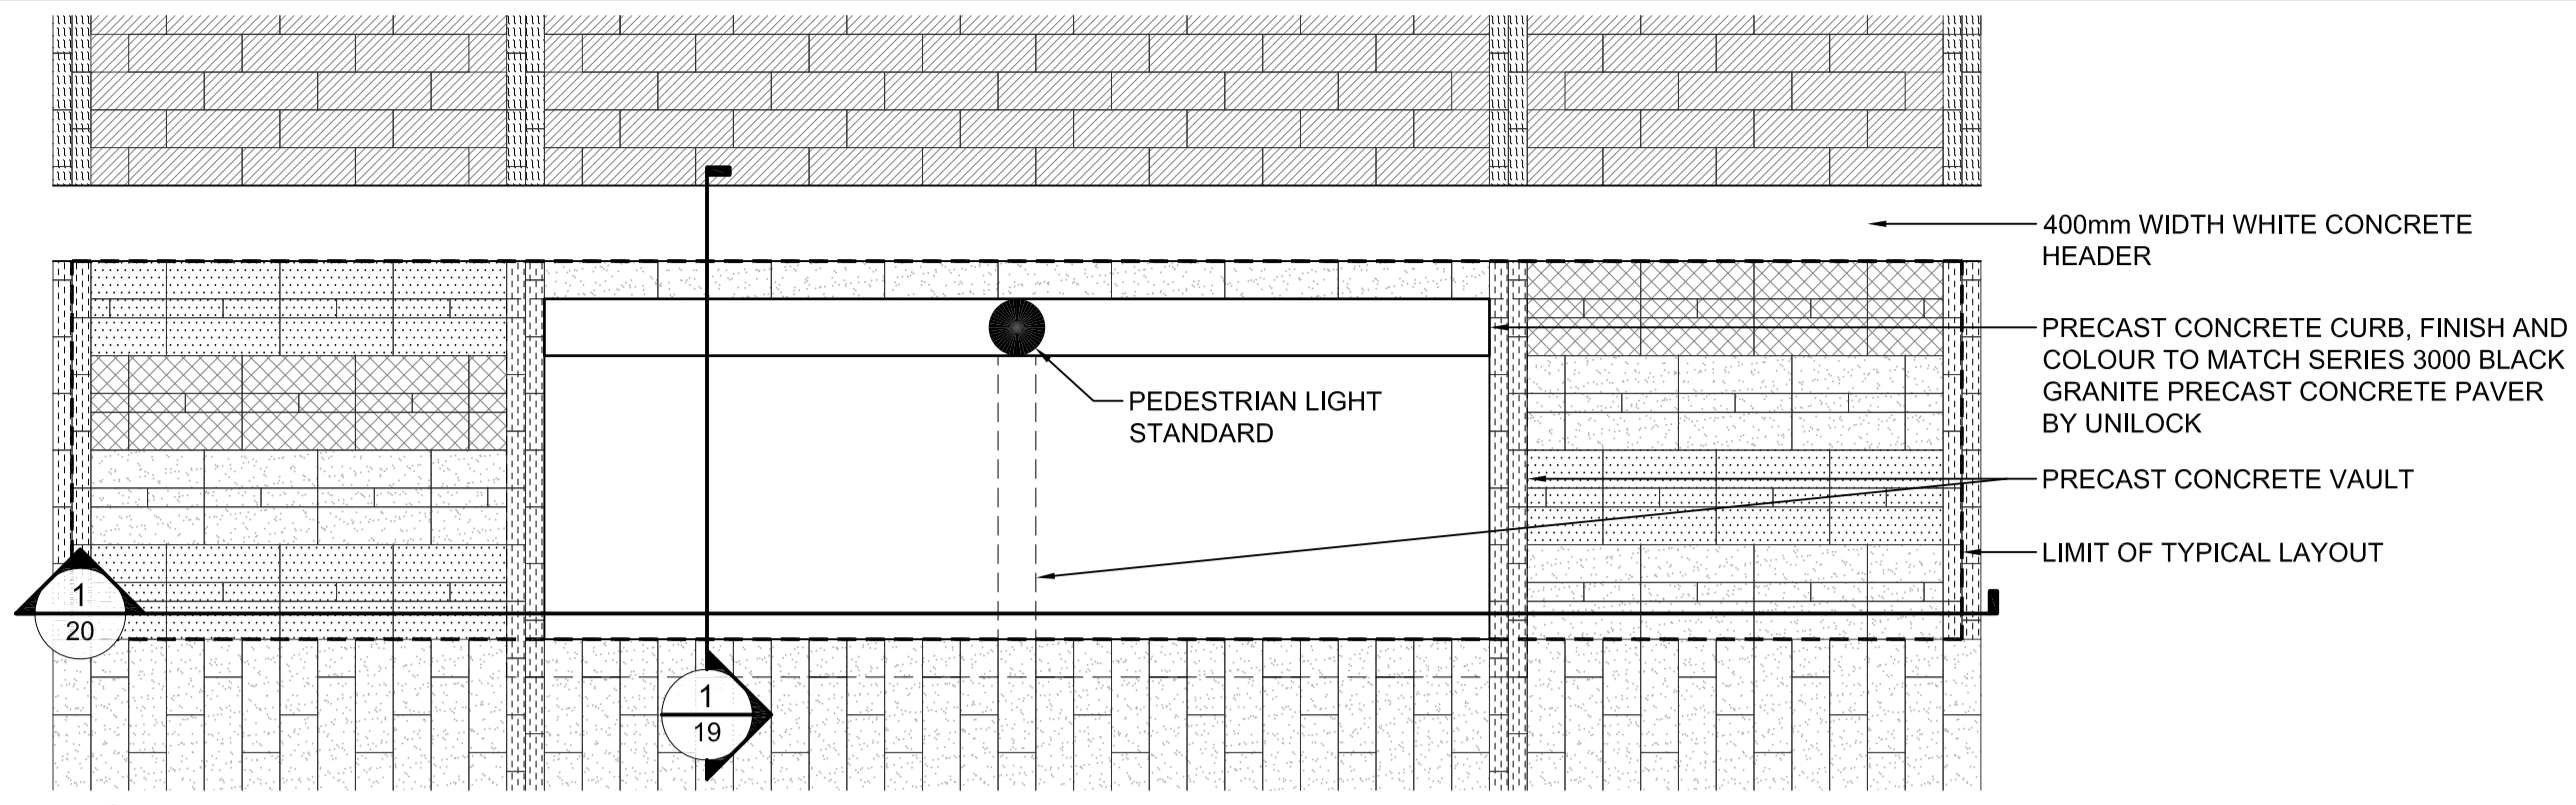 400mm WIDTH WHITE CONCRETE
HEADER
PRECAST CONCRETE CURB, FINISH AND
COLOUR TO MATCH SERIES 3000 BLACK
GRANITE PRECAST CONCRETE PAVER
BY UNILOCK
PEDESTRIAN LIGHT
STANDARD
PRECAST CONCRETE VAULT
LIMIT OF TYPICAL LAYOUT
1
20
1
19